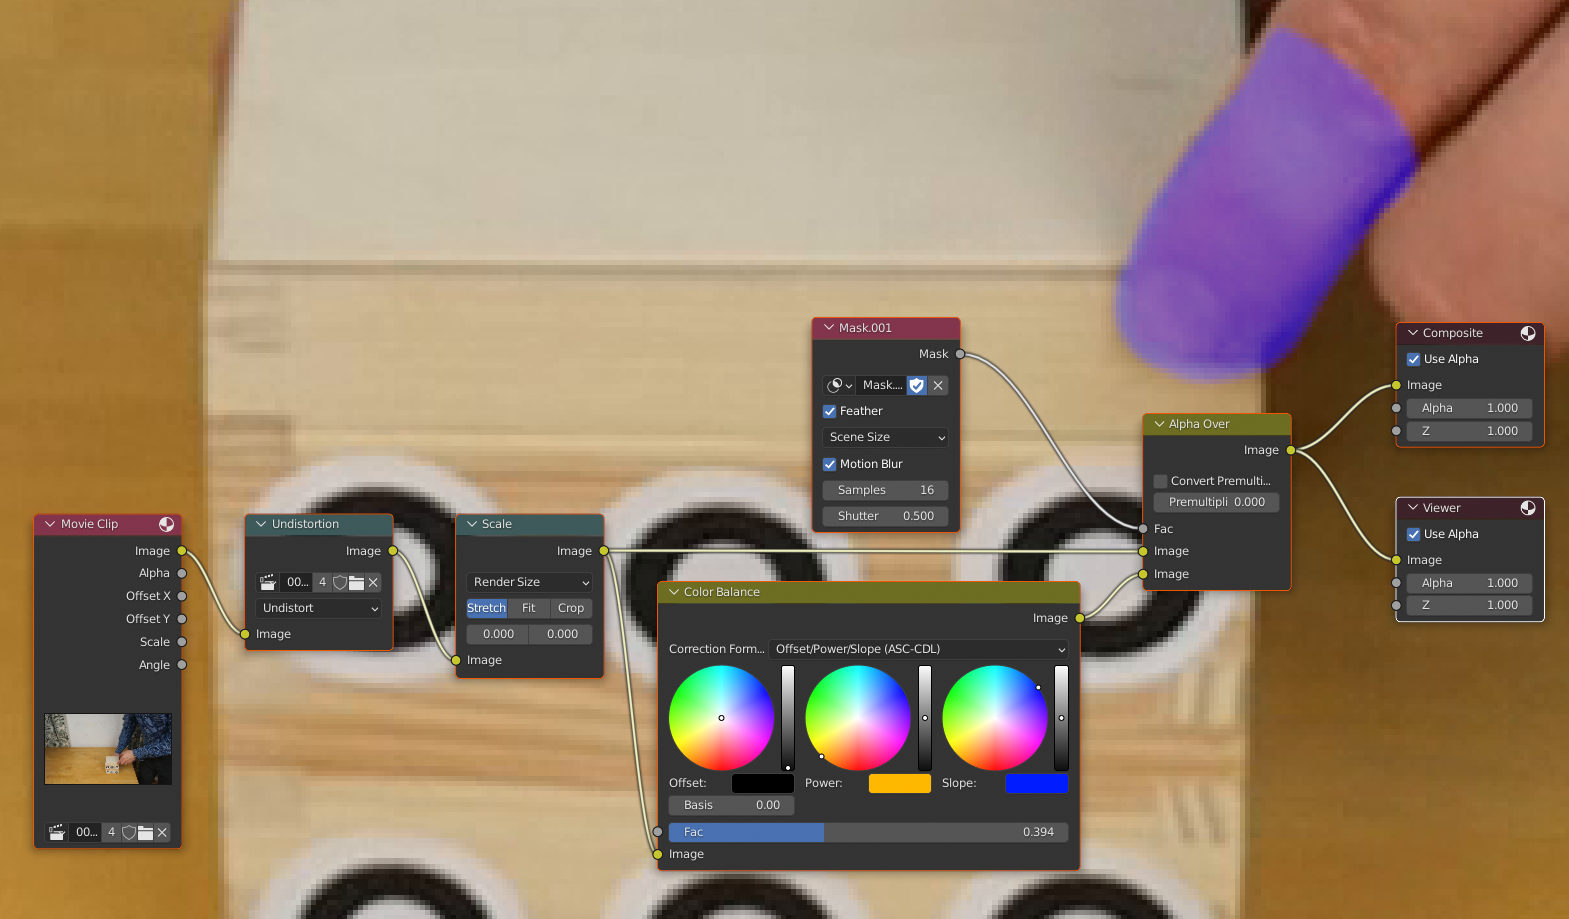 Movie Clip
Image
Alpha
Offset X
Offset Y
Scale
Angle
00...
4
Undistortion
Image
00...
4
Undistort
Image
Scale
Image
Render Size
Stretch
Fit
Crop
0.000
0.000
Image
Mask.001
Mask
Mask....
Feather
Scene Size
Motion Blur
Samples 16
Shutter 0.500
Color Balance
Image
Correction Form...
Offset/Power/Slope (ASC-CDL)
Offset:
Power:
Slope:
Basis 0.00
Fac 0.394
Image
Alpha Over
Image
Convert Premulti...
Premultipli 0.000
Fac
Image
Image
Composite
Use Alpha
Image
Alpha 1.000
Z 1.000
Viewer
Use Alpha
Image
Alpha 1.000
Z 1.000